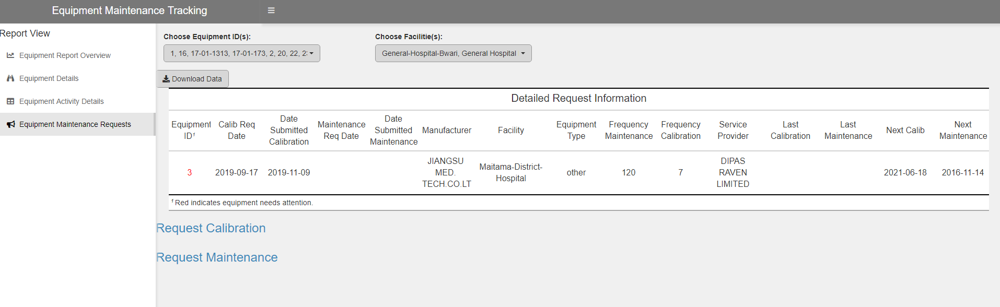 Equipment Maintenance Tracking
Report View
Equipment Report Overview
Equipment Details
Equipment Activity Details
Equipment Maintenance Requests
Choose Equipment ID(s):
1, 16, 17-01-1313, 17-01-173, 2, 20, 22, 2
Choose Facilitie(s):
General-Hospital-Bwari, General Hospital
Download Data
Detailed Request Information
Equipment
ID1
Calib Req
Date
Date
Submitted
Calibration
Maintenance
Req Date
Date
Submitted
Maintenance
Manufacturer
Facility
Equipment
Type
Frequency
Maintenance
Frequency
Calibration
Service
Provider
Last
Calibration
Last
Maintenance
Next Calib
Next
Maintenance
3
2019-09-17
2019-11-09
JIANGSU
MED.
TECH.CO.LT
Maitama-District-
Hospital
other
120
7
DIPAS
RAVEN
LIMITED
2021-06-18
2016-11-14
1 Red indicates equipment needs attention.
Request Calibration
Request Maintenance